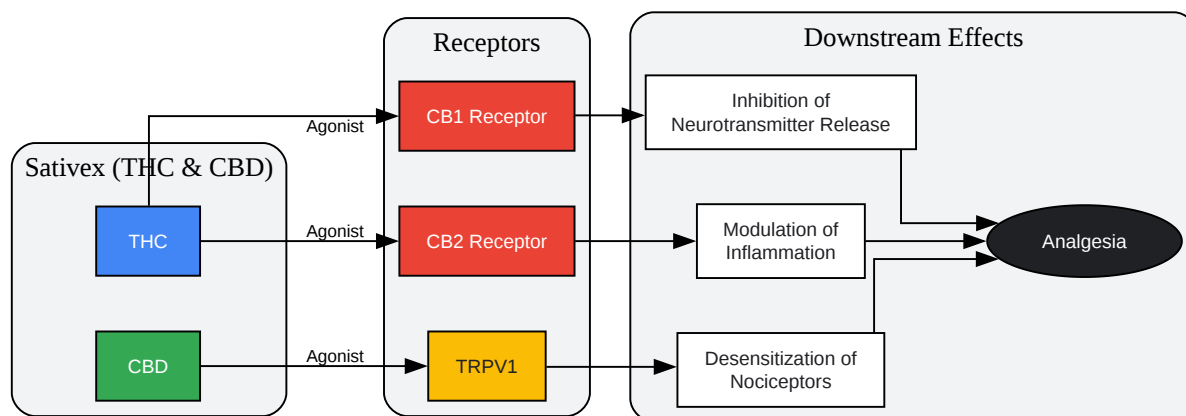 Receptors
Downstream Effects
Sativex (THC & CBD)
Agonist
CB1 Receptor
Inhibition of
Neurotransmitter Release
THC
Agonist
CB2 Receptor
Modulation of
Inflammation
Analgesia
CBD
Agonist
TRPV1
Desensitization of
Nociceptors